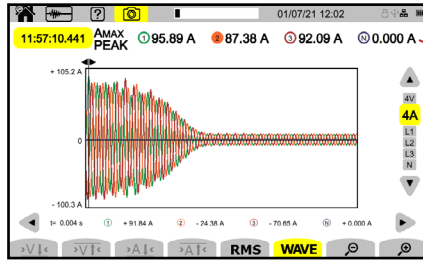 ?
01/07/21 12:02
11:57:10.441 AMAX PEAK 1 95.89 A 2 87.38 A 3 92.09 A N 0.000 A
+ 105.2 A
0
- 100.3 A
4V
4A
L1
L2
L3
N
t= 0.004 s 1 + 91.84 A 2 - 24.38 A 3 - 70.65 A N + 0.000 A
>V↓< >V↑< >A↓< >A↑< RMS WAVE